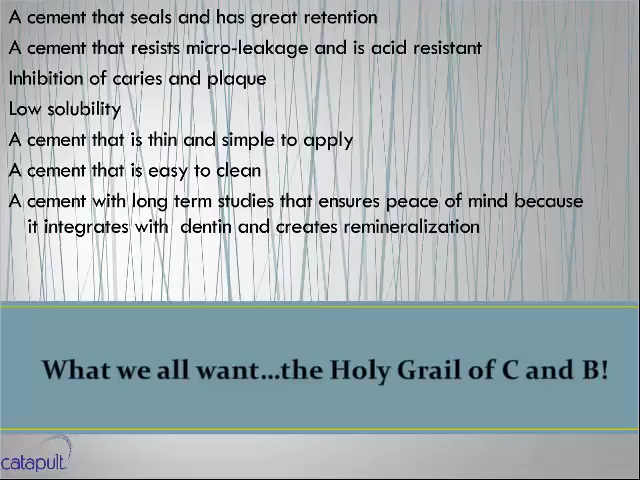 A cement that seals and has great retention
A cement that resists micro-leakage and is acid resistant
Inhibition of caries and plaque
Low solubility
A cement that is thin and simple to apply
A cement that is easy to clean
A cement with long term studies that ensures peace of mind because
it integrates with dentin and creates remineralization
What we all want...the Holy Grail of C and B!
catapult